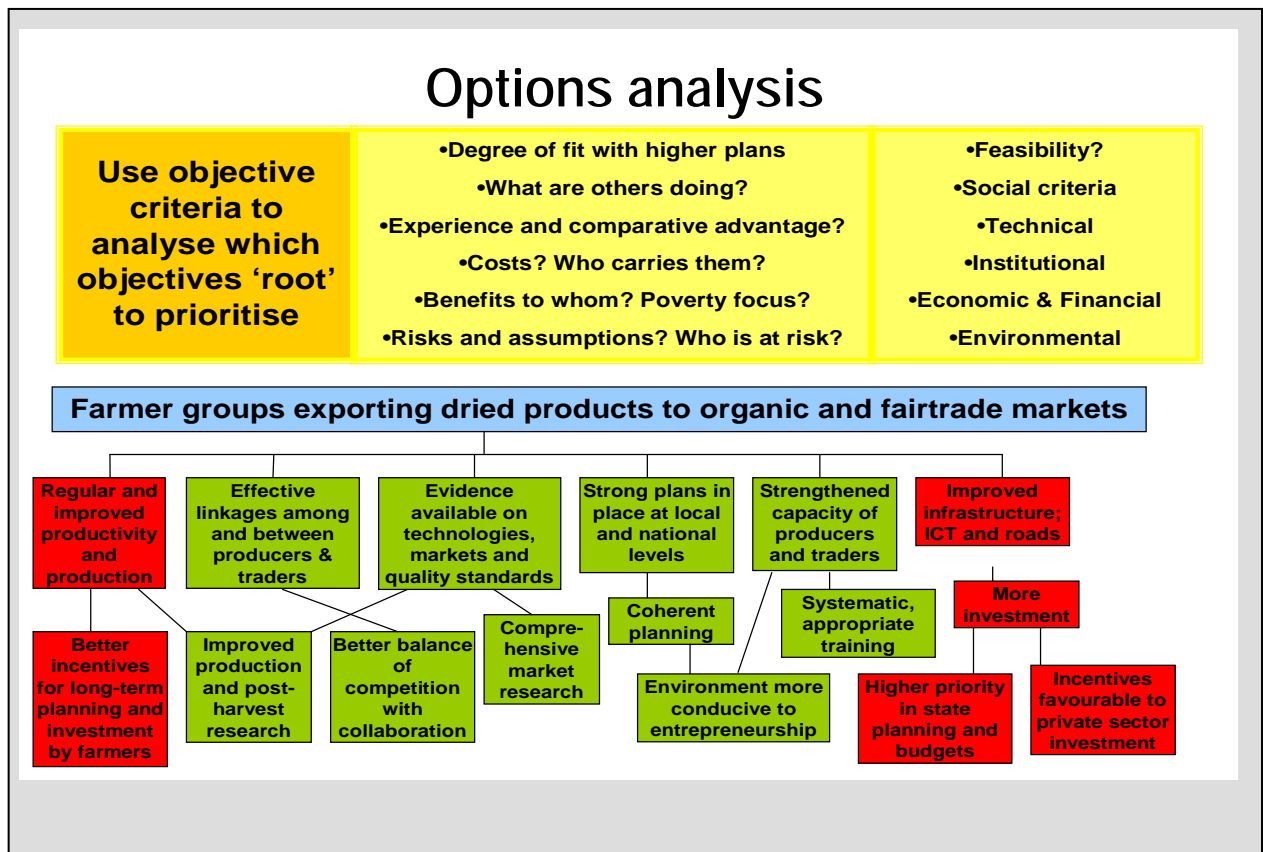 Options analysis
Use objective
criteria to
analyse which
objectives ‘root’
to prioritise
•Degree of fit with higher plans
•What are others doing?
•Experience and comparative advantage?
•Costs? Who carries them?
•Benefits to whom? Poverty focus?
•Risks and assumptions? Who is at risk?
•Feasibility?
•Social criteria
•Technical
•Institutional
•Economic & Financial
•Environmental
Farmer groups exporting dried products to organic and fairtrade markets
Regular and
improved
productivity
and
production
Effective
linkages among
and between
producers &
traders
Evidence
available on
technologies,
markets and
quality standards
Strong plans in
place at local
and national
levels
Strengthened
capacity of
producers
and traders
Improved
infrastructure;
ICT and roads
Better
incentives
for long-term
planning and
investment
by farmers
Improved
production
and post-
harvest
research
Better balance
of
competition
with
collaboration
Compre-
hensive
market
research
Coherent
planning
Environment more
conducive to
entrepreneurship
Systematic,
appropriate
training
More
investment
Higher priority
in state
planning and
budgets
Incentives
favourable to
private sector
investment